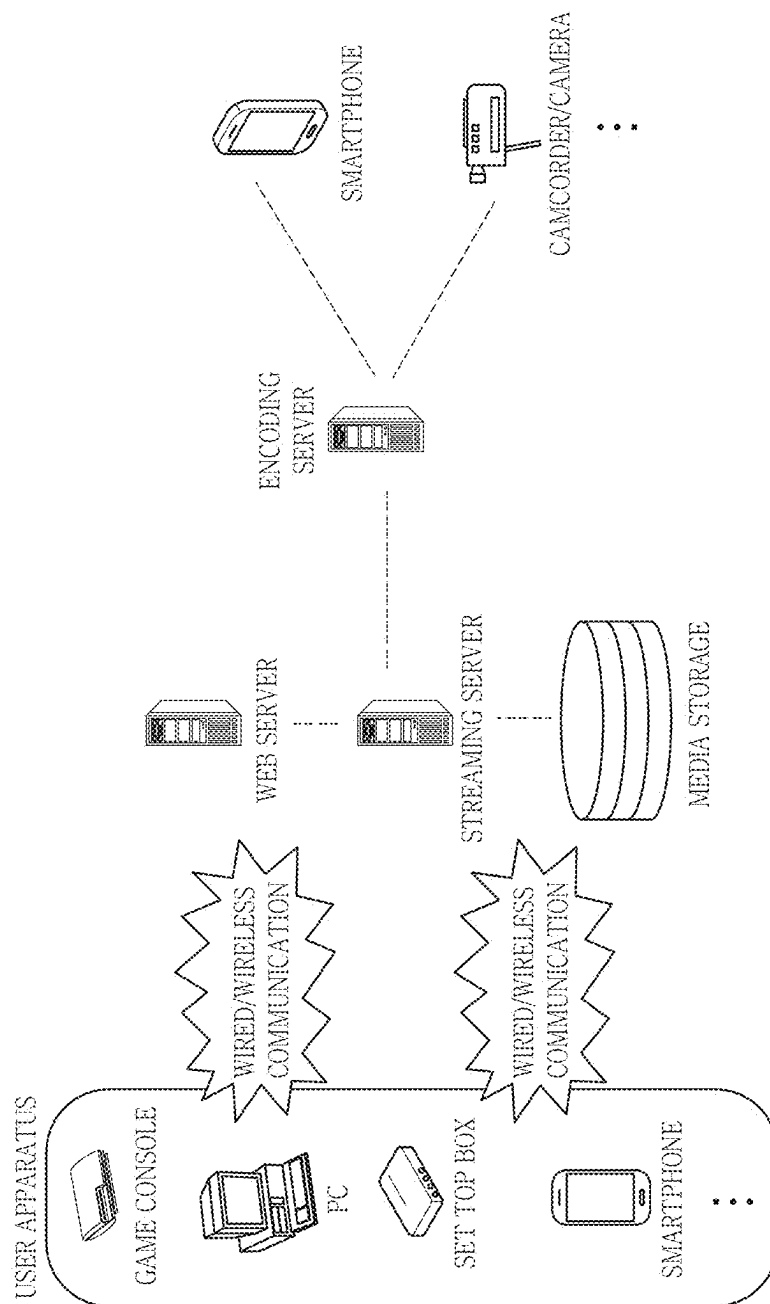 USER APPARATUS
GAME CONSOLE
PC
SET TOP BOX
SMARTPHONE
WIRED/WIRELESS
COMMUNICATION
WIRED/WIRELESS
COMMUNICATION
WEB SERVER
STREAMING SERVER
MEDIA STORAGE
ENCODING
SERVER
SMARTPHONE
CAMCORDER/CAMERA